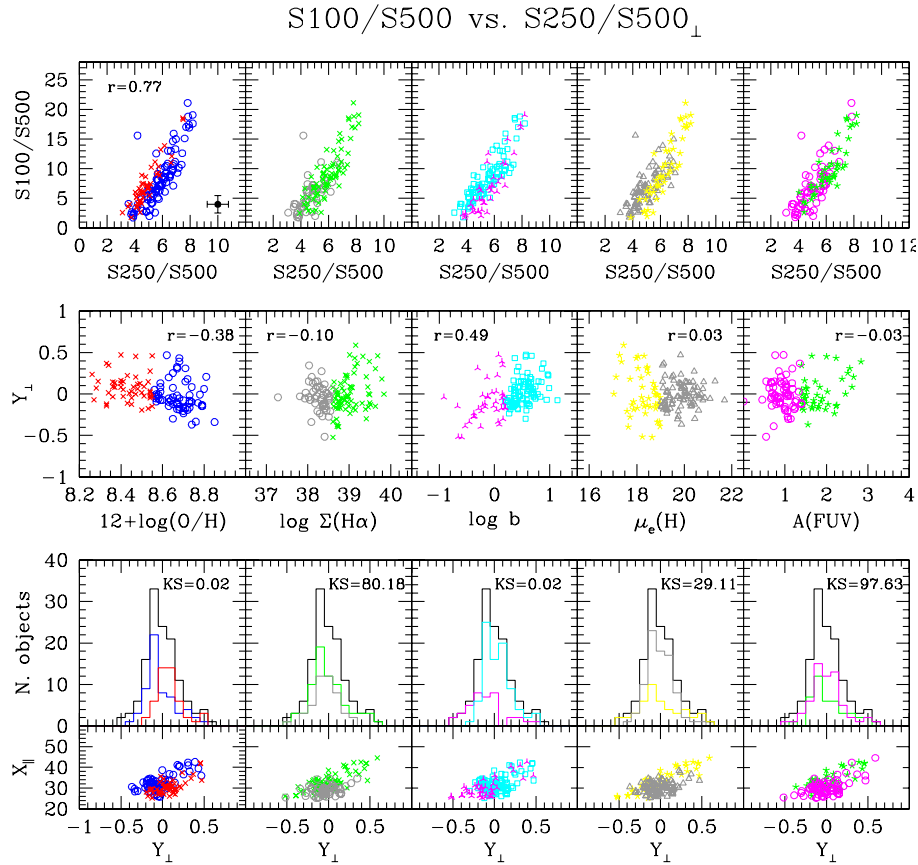 S100/S500 vs. S250/S500⊥
S100/S500
25
20
15
10
5
0
r=0.77
0 2 4 6 8 10
0 2 4 6 8 10
0 2 4 6 8 10
0 2 4 6 8 10
0 2 4 6 8 10 12
S250/S500 S250/S500 S250/S500 S250/S500 S250/S500
Y⊥
1
0.5
0
−0.5
−1
r=−0.38 r=−0.10 r=0.49 r=0.03 r=−0.03
8.2 8.4 8.6 8.8
37 38 39 40
−1 0 1
16 18 20 22
0 1 2 3 4
12+log(O/H) log Σ(Hα) log b μe(H) A(FUV)
N. objects
40
30
20
10
0
KS=0.02 KS=80.18 KS=0.02 KS=29.11 KS=97.63
X∥
50
40
30
20
−1 −0.5 0 0.5
−0.5 0 0.5
−0.5 0 0.5
−0.5 0 0.5
−0.5 0 0.5
Y⊥ Y⊥ Y⊥ Y⊥ Y⊥